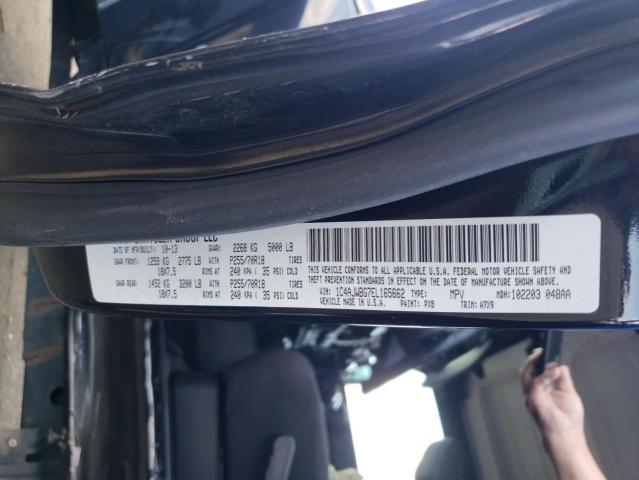 GROUP LLC
DATE OF MFR(BUILT): 10-13 GVWR: 2268 KG 5000 LB
GAWR FRONT: 1259 KG 2775 LB WITH P255/70R18 TIRES
18X7.5 RIMS AT 240 KPA( 35 PSI) COLD
GAWR REAR: 1452 KG 3200 LB WITH P255/70R18 TIRES
18X7.5 RIMS AT 240 KPA( 35 PSI) COLD
THIS VEHICLE CONFORMS TO ALL APPLICABLE U.S.A. FEDERAL MOTOR VEHICLE SAFETY AND
THEFT PREVENTION STANDARDS IN EFFECT ON THE DATE OF MANUFACTURE SHOWN ABOVE.
VIN: 1C4AJWBG7EL165662 TYPE: MPV MDH: 102203 048AA
MADE IN U.S.A. PAINT: PX8 TRIM: A7X9